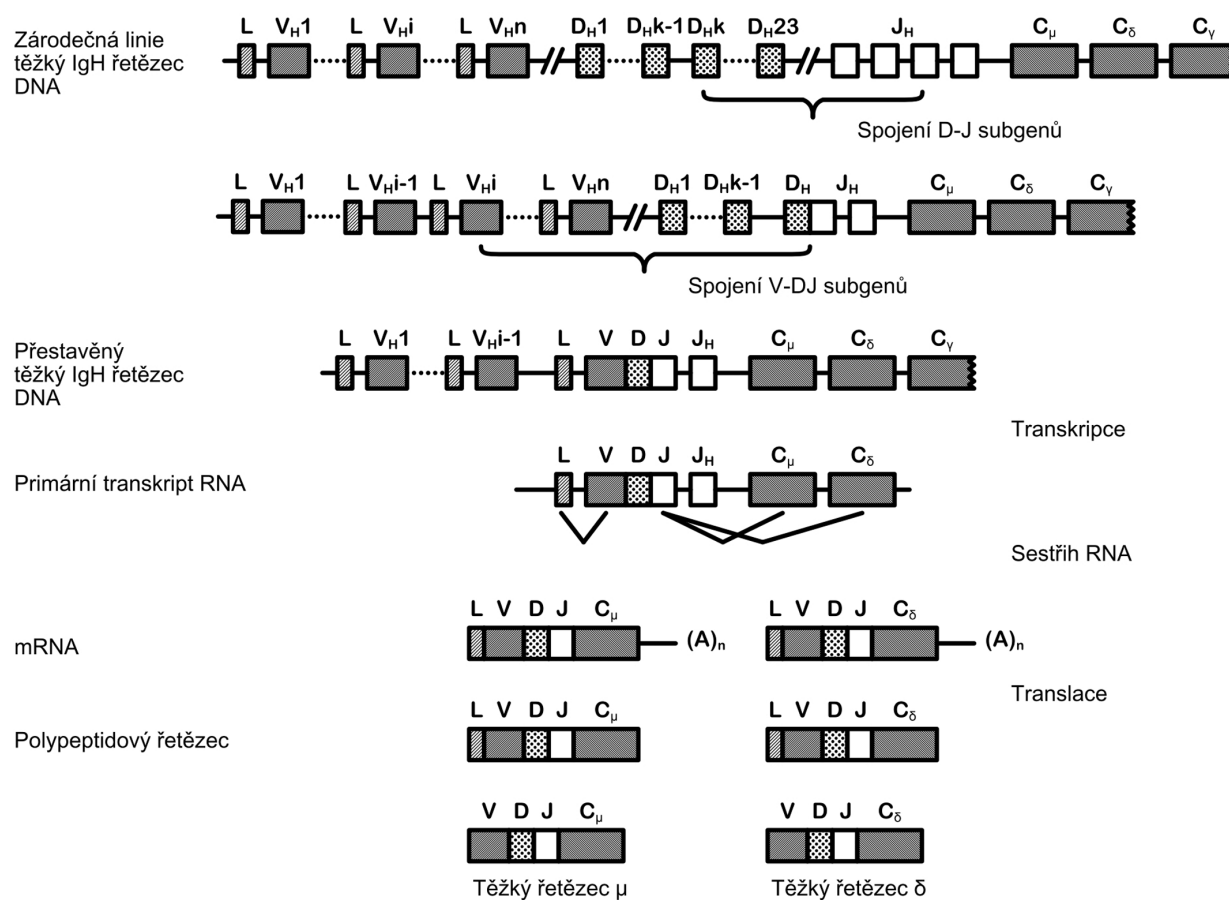 L V_H1 L V_Hi L V_Hn D_H1 D_Hk-1 D_Hk D_H23 J_H C_μ C_δ C_γ
Zárodečná linie
těžký IgH řetězec
DNA
Spojení D-J subgenů
L V_H1 L V_Hi-1 L V_Hi L V_Hn D_H1 D_Hk-1 D_H J_H C_μ C_δ C_γ
Spojení V-DJ subgenů
L V_H1 L V_Hi-1 L V D J J_H C_μ C_δ C_γ
Přestavěný
těžký IgH řetězec
DNA
Transkripce
L V D J J_H C_μ C_δ
Primární transkript RNA
Sestřih RNA
L V D J C_μ L V D J C_δ
mRNA (A)_n (A)_n
Translace
L V D J C_μ L V D J C_δ
Polypeptidový řetězec
V D J C_μ V D J C_δ
Těžký řetězec μ Těžký řetězec δ